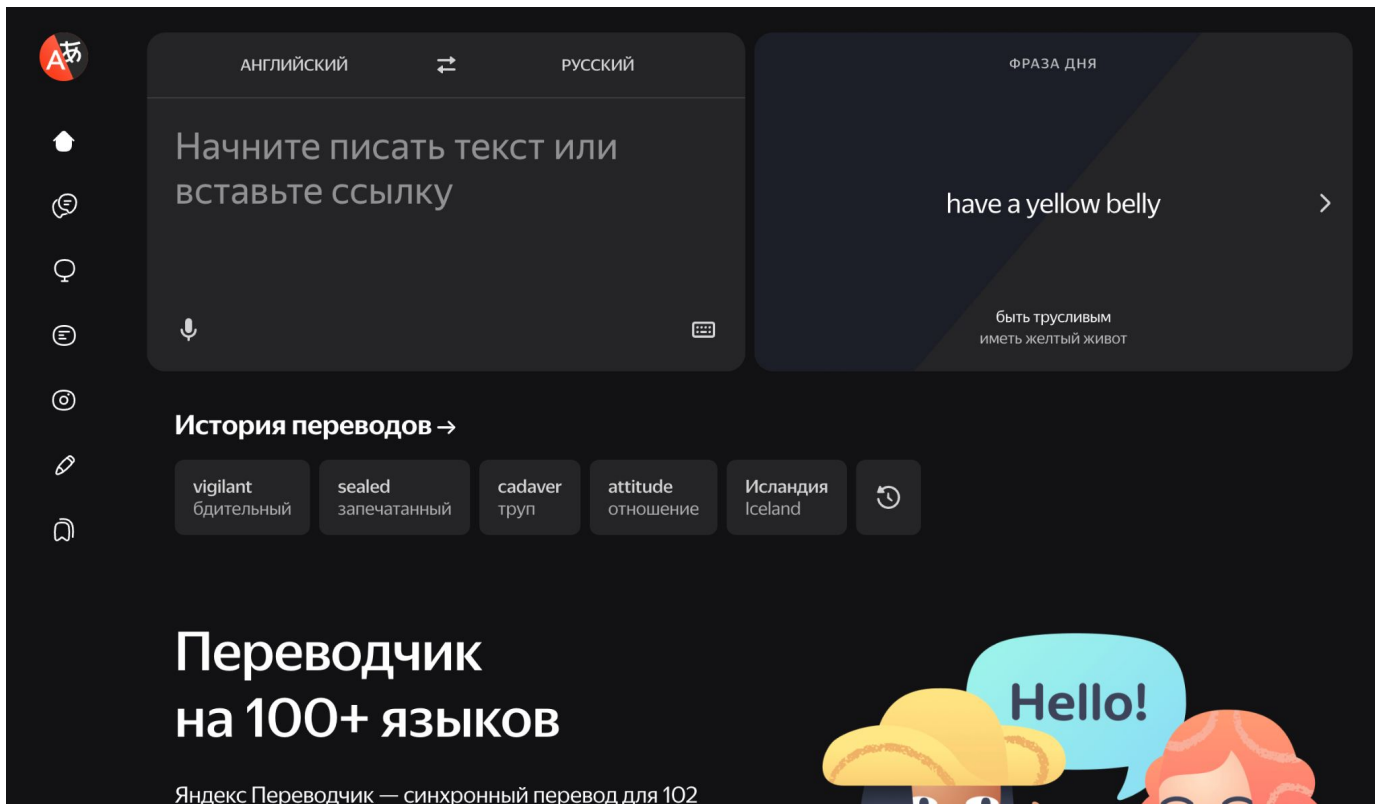 Aあ
АНГЛИЙСКИЙ
РУССКИЙ
Начните писать текст или
вставьте ссылку
ФРАЗА ДНЯ
have a yellow belly
быть трусливым
иметь желтый живот
История переводов →
vigilant
бдительный
sealed
запечатанный
cadaver
труп
attitude
отношение
Исландия
Iceland
Переводчик
на 100+ языков
Яндекс Переводчик — синхронный перевод для 102
Hello!